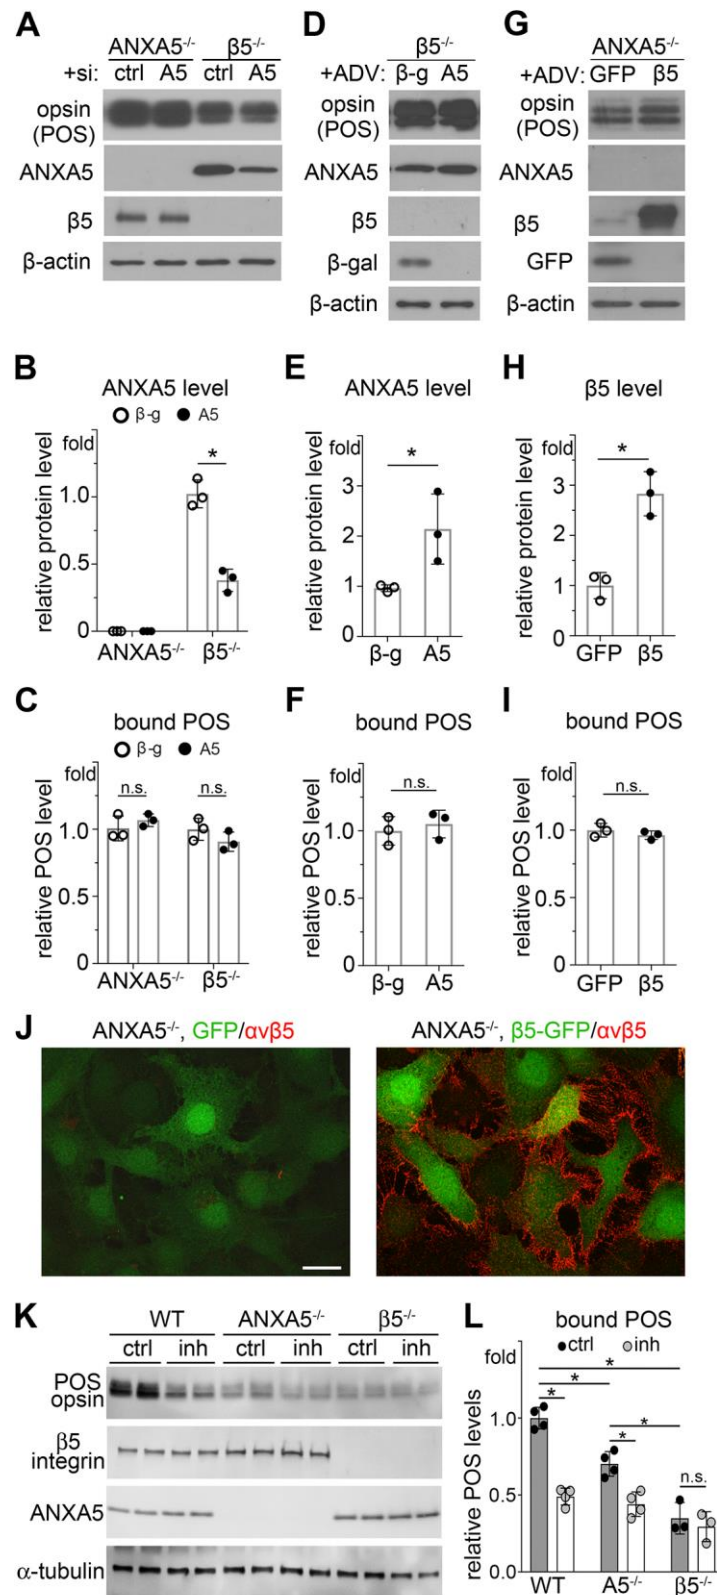 A
ANXA5-/- β5-/-
+si: ctrl A5 ctrl A5
opsin
(POS)
ANXA5
β5
β-actin
D
β5-/-
+ADV: β-g A5
opsin
(POS)
ANXA5
β5
β-gal
β-actin
G
ANXA5-/-
+ADV: GFP β5
opsin
(POS)
ANXA5
β5
GFP
β-actin
B
ANXA5 level
β-g A5
fold
*
relative protein level
1.0
0.5
0
ANXA5-/- β5-/-
E
ANXA5 level
fold
*
relative protein level
3
2
1
0
β-g A5
H
β5 level
fold
*
relative protein level
3
2
1
0
GFP β5
C
bound POS
β-g A5
fold
n.s. n.s.
relative POS level
1.0
0.5
0
ANXA5-/- β5-/-
F
bound POS
fold
n.s.
relative POS level
1.0
0.5
0
β-g A5
I
bound POS
fold
n.s.
relative POS level
1.0
0.5
0
GFP β5
J
ANXA5-/-, GFP/αvβ5
ANXA5-/-, β5-GFP/αvβ5
K
WT ANXA5-/- β5-/-
ctrl inh ctrl inh ctrl inh
POS
opsin
β5
integrin
ANXA5
α-tubulin
L
bound POS
fold
ctrl inh
*
*
*
*
*
n.s.
relative POS levels
1.0
0.5
0.0
WT A5-/- β5-/-